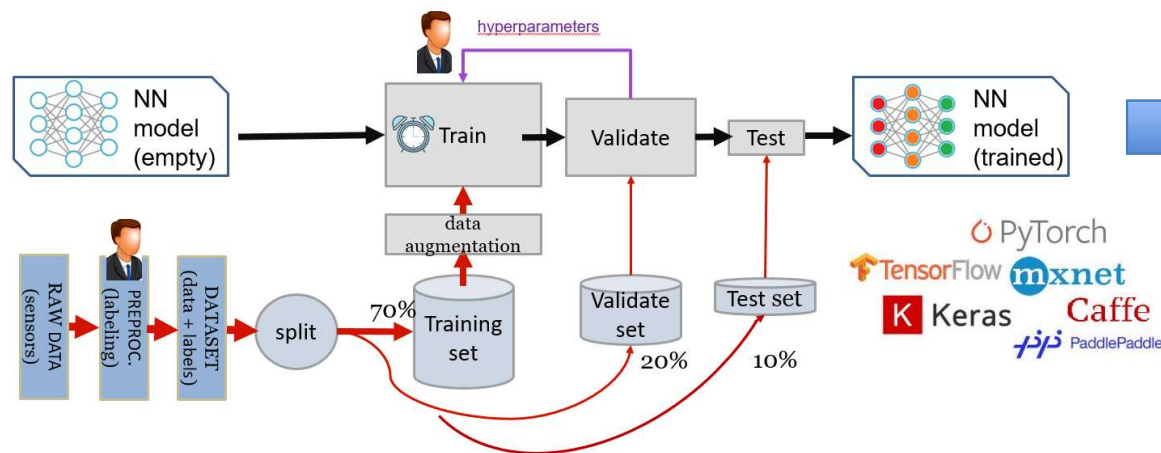 hyperparameters
NN
model
(empty)
Train
Validate
Test
NN
model
(trained)
data
augmentation
RAW DATA
(sensors)
PREPROC.
(labeling)
DATASET
(data + labels)
split
70%
Training
set
Validate
set
20%
Test set
10%
PyTorch
TensorFlow
mxnet
K Keras
Caffe
PaddlePaddle